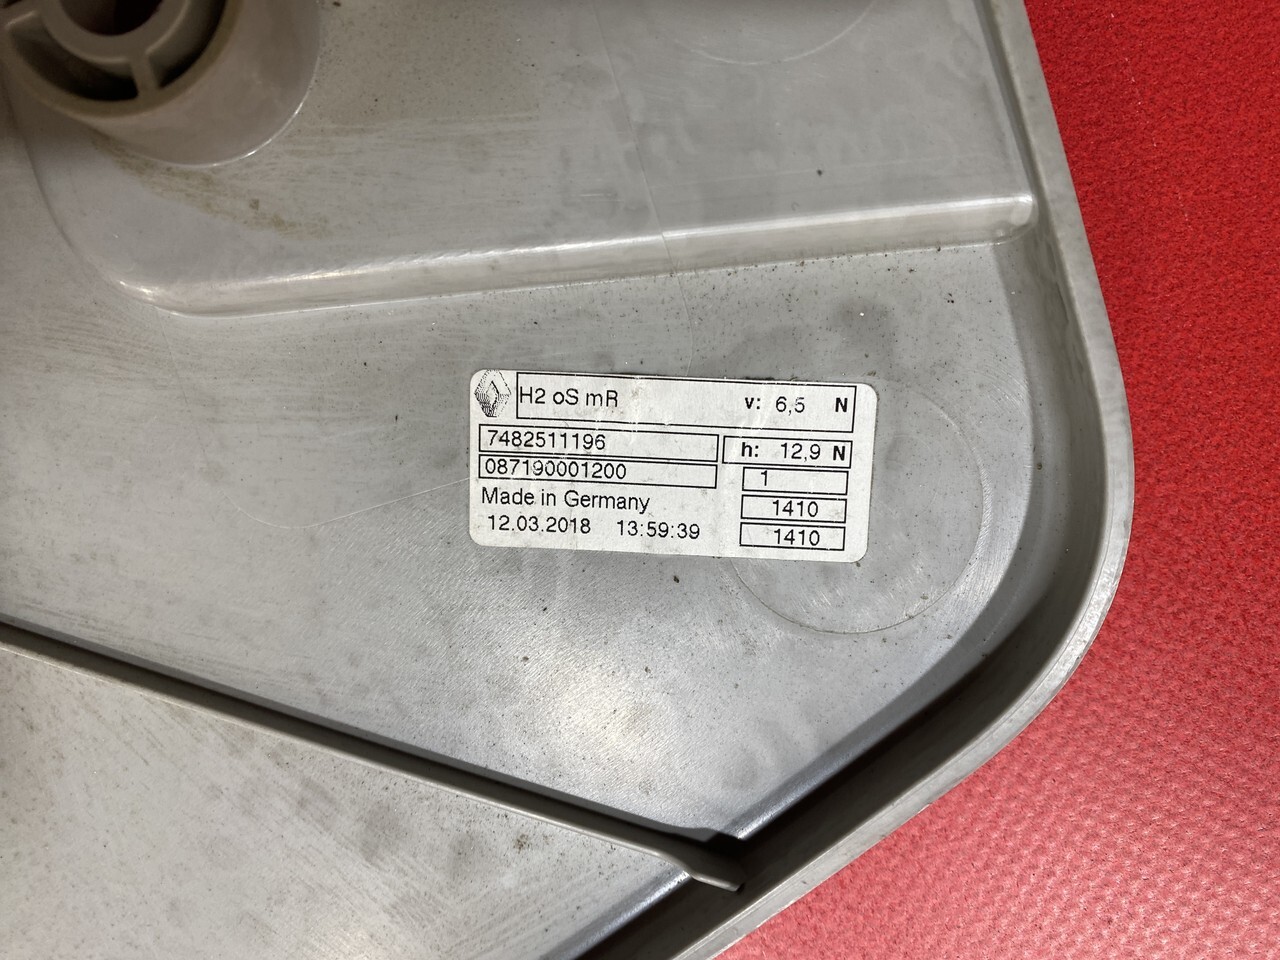 H2 oS mR v: 6,5 N
7482511196 h: 12,9 N
087190001200 1
Made in Germany 1410
12.03.2018 13:59:39 1410